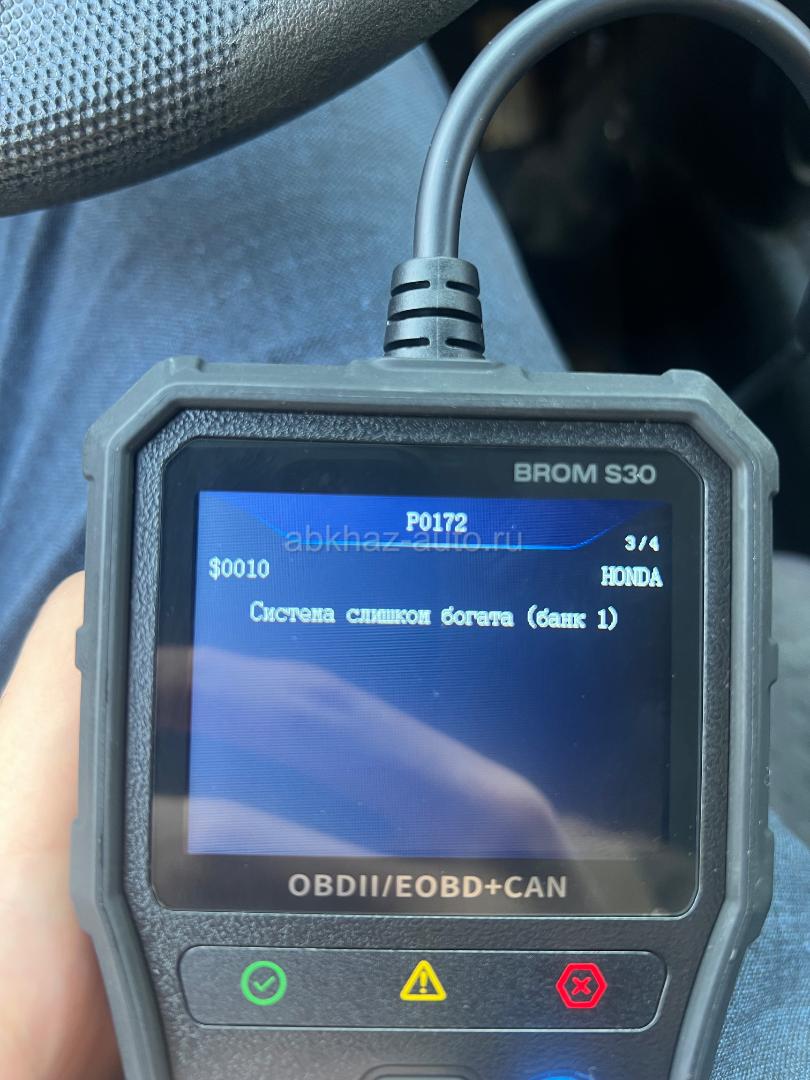 BROM S30
P0172
abkhaz-auto.ru
3/4
$0010
HONDA
Система слишком богата (банк 1)
OBDII/EOBD+CAN